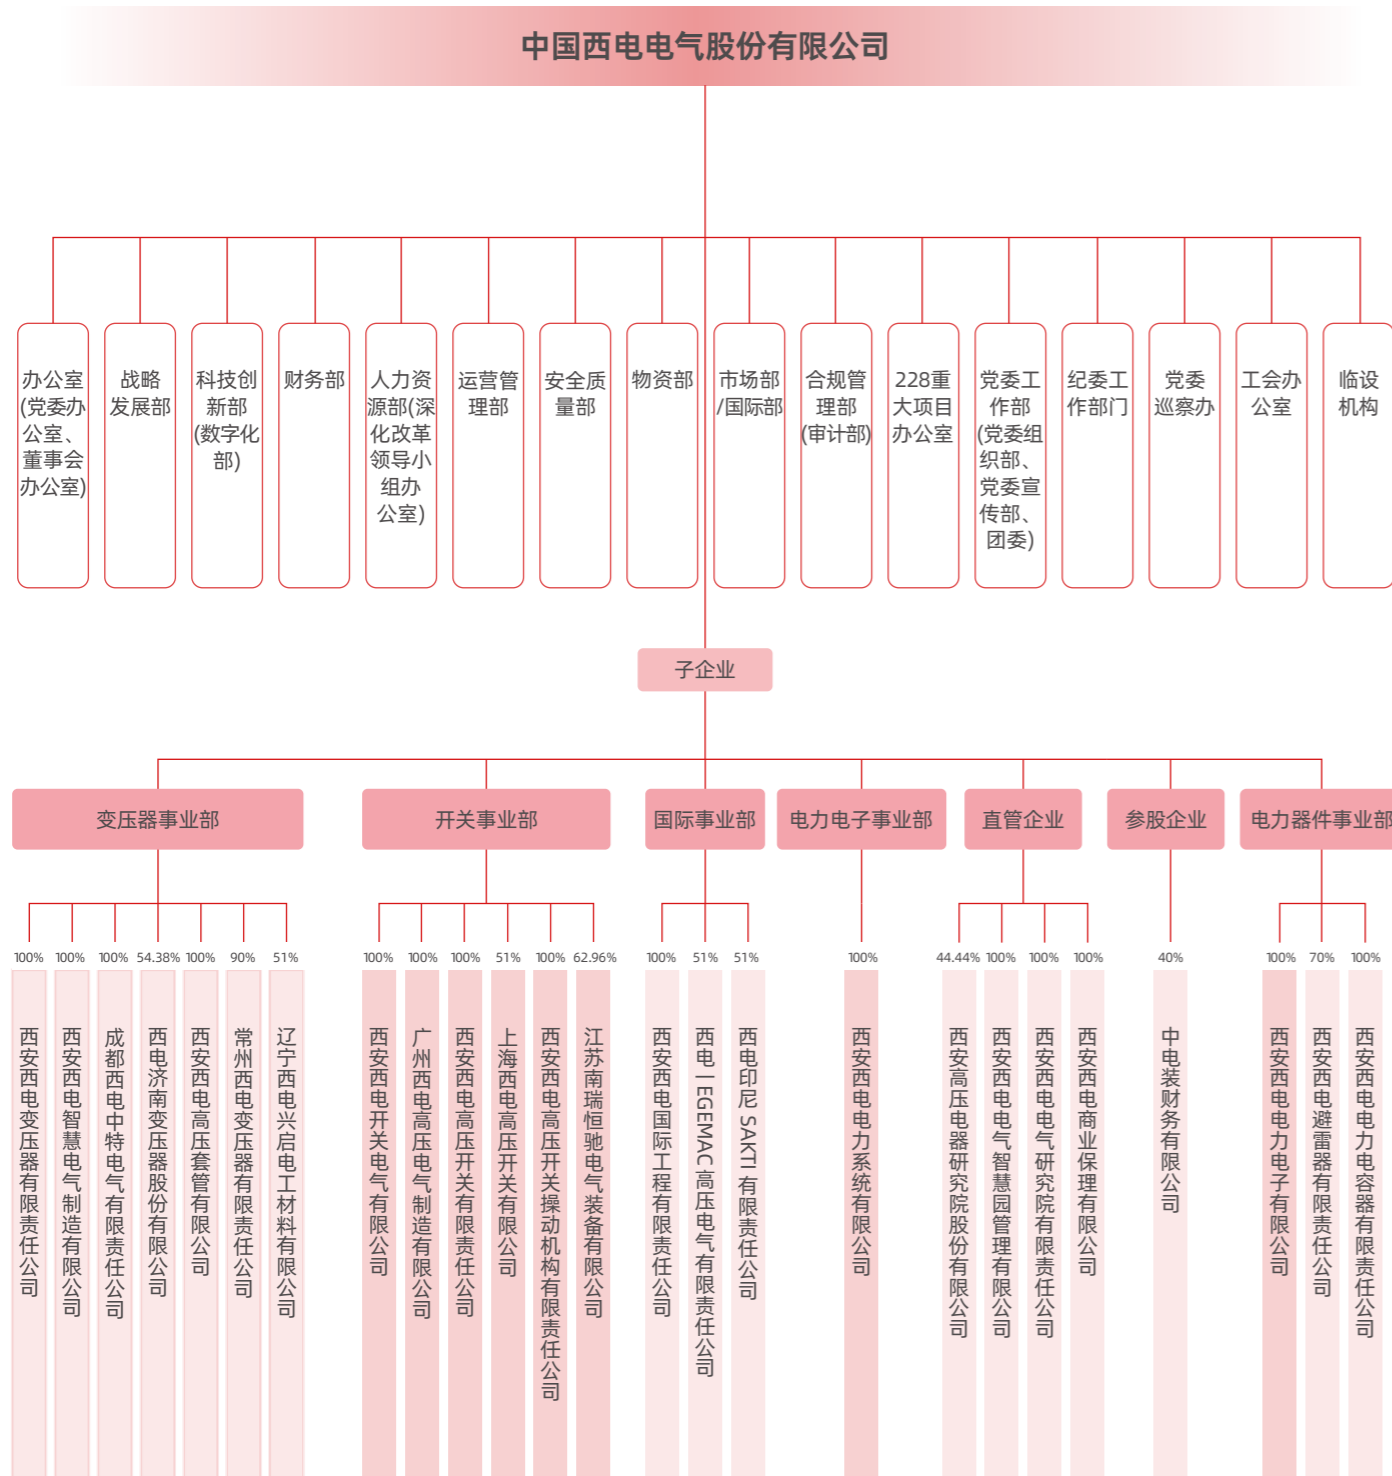 中国西电电气股份有限公司
办公室
(党委办
公室、
董事会
办公室)
战略
发展部
科技创
新部
(数字化
部)
财务部
人力资
源部(深
化改革
领导小
组办
公室)
运营管
理部
安全质
量部
物资部
市场部
/国际部
合规管
理部
(审计部)
228重
大项目
办公室
党委工
作部
(党委组
织部、
党委宣
传部、
团委)
纪委工
作部门
党委
巡察办
工会办
公室
临设
机构
子企业
变压器事业部
开关事业部
国际事业部
电力电子事业部
直管企业
参股企业
电力器件事业部
100%
100%
100%
54.38%
100%
90%
51%
100%
100%
100%
51%
100%
62.96%
100%
51%
51%
100%
44.44%
100%
100%
100%
40%
100%
70%
100%
西安西电变压器有限责任公司
西安西电智慧电气制造有限公司
成都西电中特电气有限责任公司
西电济南变压器股份有限公司
西安西电高压套管有限公司
常州西电变压器有限责任公司
辽宁西电兴启电工材料有限公司
西安西电开关电气有限公司
广州西电高压电气制造有限公司
西安西电高压开关有限责任公司
上海西电高压开关有限公司
西安西电高压开关操动机构有限责任公司
江苏南瑞恒驰电气装备有限公司
西安西电国际工程有限责任公司
西电 | EGEMAC 高压电气有限责任公司
西电印尼 SAKTI 有限责任公司
西安西电电力系统有限公司
西安高压电器研究院股份有限公司
西安西电电气智慧园管理有限公司
西安西电电气研究院有限责任公司
西安西电商业保理有限公司
中电装财务有限公司
西安西电电力电子有限公司
西安西电避雷器有限责任公司
西安西电电力电容器有限责任公司